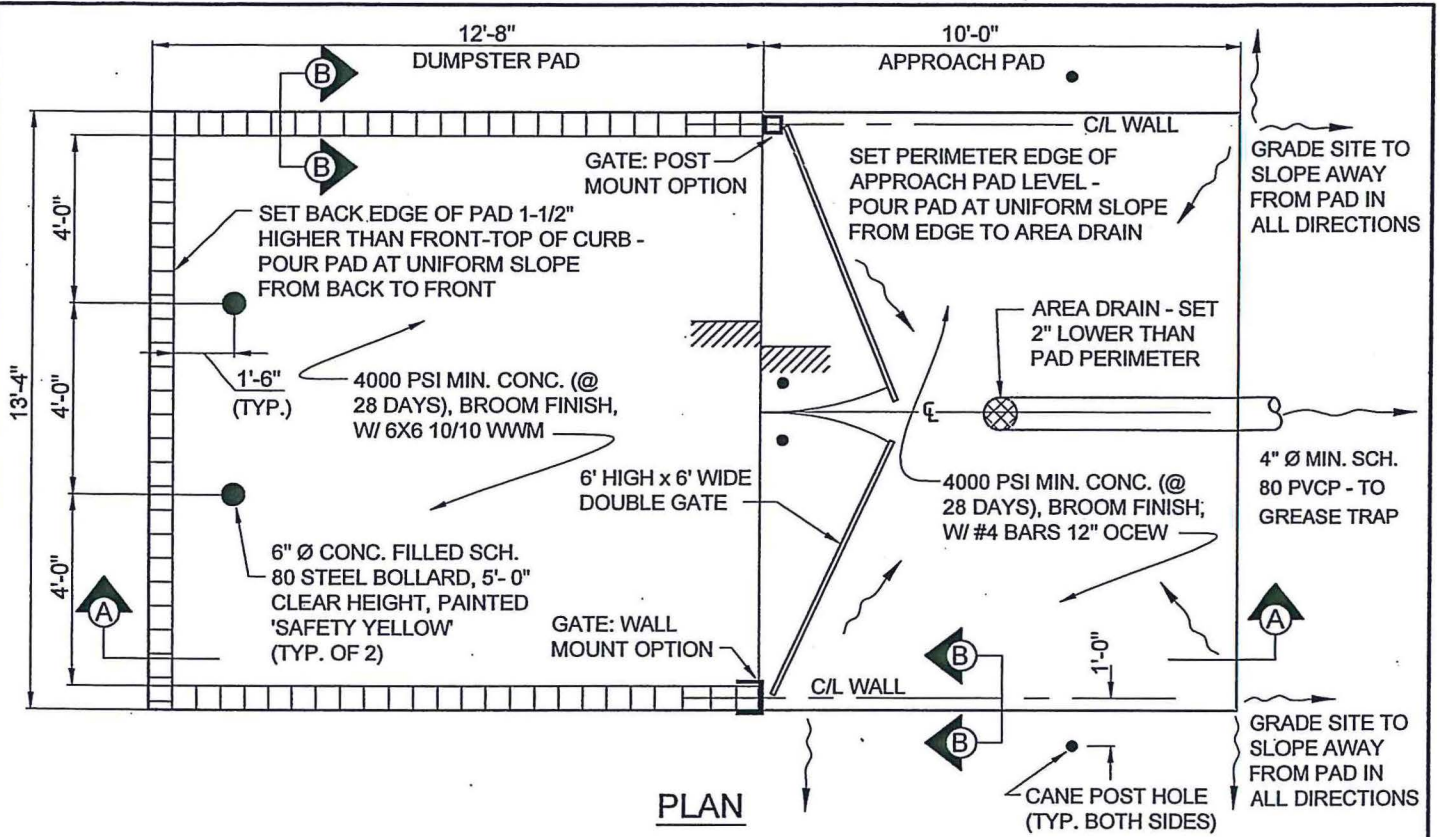 12'-8"
DUMPSTER PAD
10'-0"
APPROACH PAD
B
B
C/L WALL
GATE: POST
MOUNT OPTION
SET PERIMETER EDGE OF
APPROACH PAD LEVEL -
POUR PAD AT UNIFORM SLOPE
FROM EDGE TO AREA DRAIN
GRADE SITE TO
SLOPE AWAY
FROM PAD IN
ALL DIRECTIONS
4'-0"
SET BACK EDGE OF PAD 1-1/2"
HIGHER THAN FRONT-TOP OF CURB -
POUR PAD AT UNIFORM SLOPE
FROM BACK TO FRONT
AREA DRAIN - SET
2" LOWER THAN
PAD PERIMETER
13'-4"
4'-0"
1'-6"
(TYP.)
4000 PSI MIN. CONC. (@
28 DAYS), BROOM FINISH,
W/ 6X6 10/10 WWM
CL
6' HIGH x 6' WIDE
DOUBLE GATE
4000 PSI MIN. CONC. (@
28 DAYS), BROOM FINISH;
W/ #4 BARS 12" OCEW
4" Ø MIN. SCH.
80 PVCP - TO
GREASE TRAP
4'-0"
A
6" Ø CONC. FILLED SCH.
80 STEEL BOLLARD, 5'- 0"
CLEAR HEIGHT, PAINTED
'SAFETY YELLOW'
(TYP. OF 2)
GATE: WALL
MOUNT OPTION
A
B
B
1'-0"
C/L WALL
GRADE SITE TO
SLOPE AWAY
FROM PAD IN
ALL DIRECTIONS
CANE POST HOLE
(TYP. BOTH SIDES)
PLAN